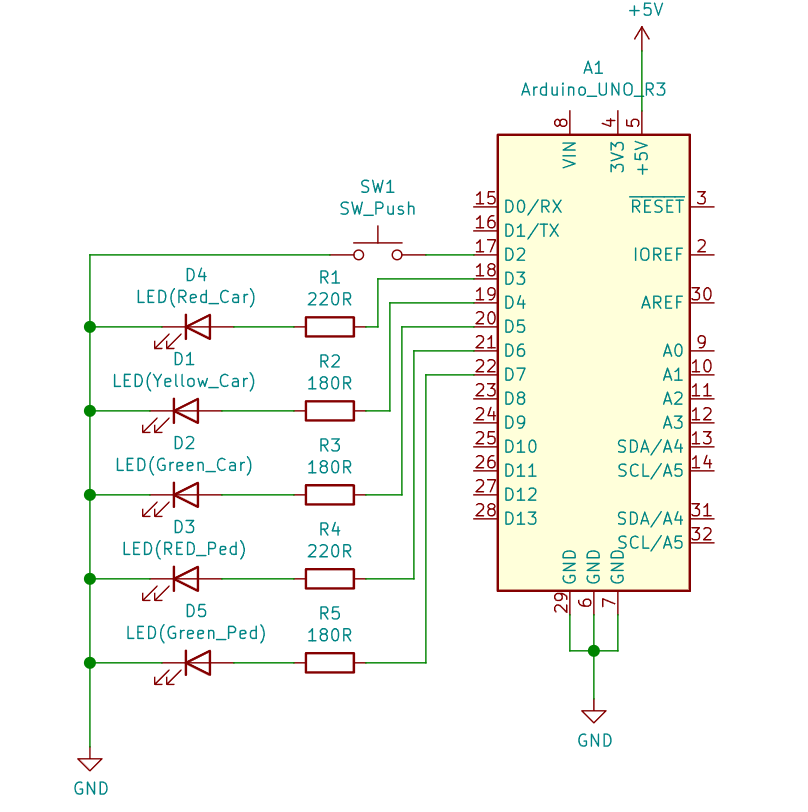 +5V
A1
Arduino_UNO_R3
8
4
5
VIN
3V3
+5V
SW1
SW_Push
15
D0/RX
RESET
3
16
D1/TX
17
D2
IOREF
2
18
D3
19
D4
AREF
30
20
D5
21
D6
A0
9
22
D7
A1
10
23
D8
A2
11
24
D9
A3
12
25
D10
SDA/A4
13
26
D11
SCL/A5
14
27
D12
28
D13
SDA/A4
31
SCL/A5
32
GND
GND
GND
29
6
7
GND
D4
LED(Red_Car)
R1
220R
D1
LED(Yellow_Car)
R2
180R
D2
LED(Green_Car)
R3
180R
D3
LED(RED_Ped)
R4
220R
D5
LED(Green_Ped)
R5
180R
GND